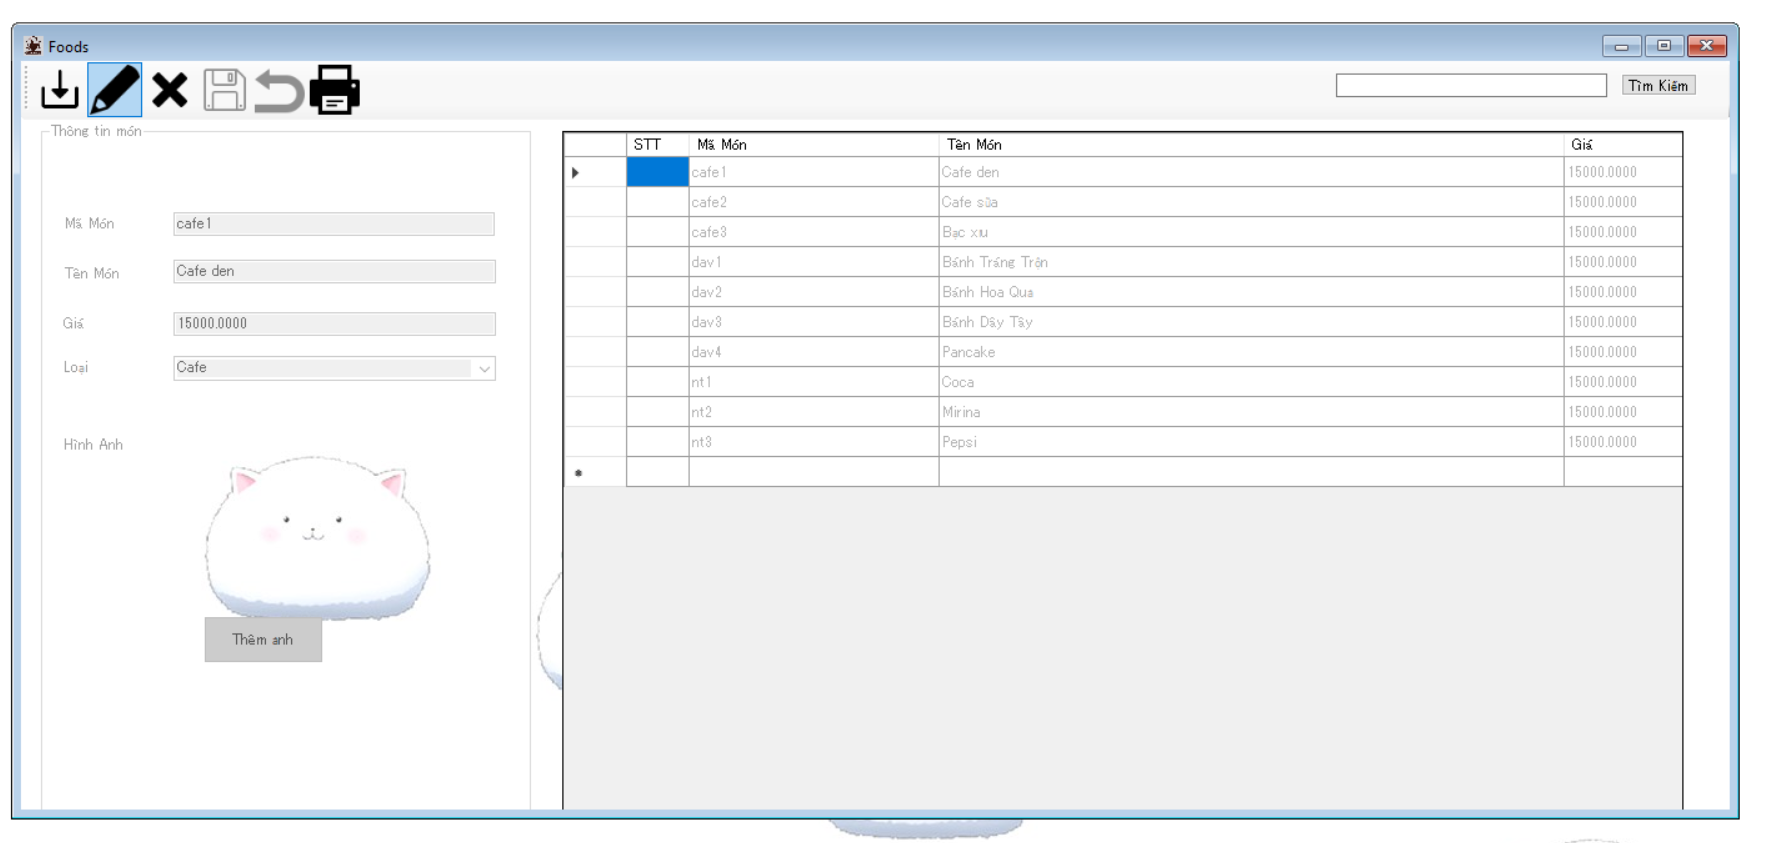 Foods
Tìm Kiếm
Thông tin món
Mã Món cafe1
Tên Món Cafe den
Giá 15000.0000
Loại Cafe
Hình Anh
Thêm anh
STT Mã Món Tên Món Giá
cafe1 Cafe den 15000.0000
cafe2 Cafe sũa 15000.0000
cafe3 Bạc xıu 15000.0000
dav1 Bánh Tráng Trộn 15000.0000
dav2 Bánh Hoa Qua 15000.0000
dav3 Bánh Dây Tây 15000.0000
dav4 Pancake 15000.0000
nt1 Coca 15000.0000
nt2 Mirina 15000.0000
nt3 Pepsi 15000.0000